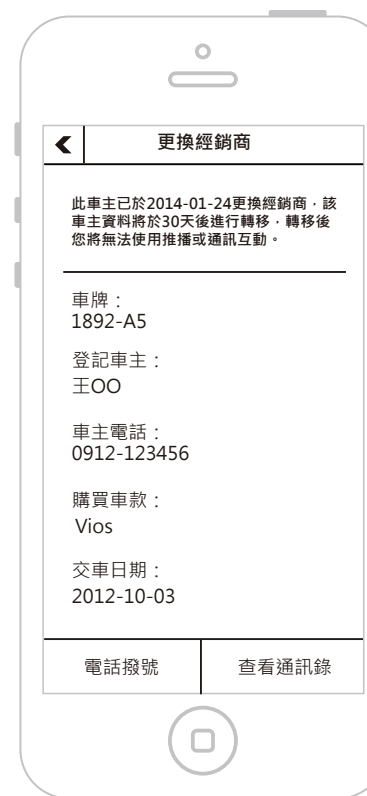 更換經銷商
此車主已於2014-01-24更換經銷商，該
車主資料將於30天後進行轉移，轉移後
您將無法使用推播或通訊互動。
車牌：
1892-A5
登記車主：
王OO
車主電話：
0912-123456
購買車款：
Vios
交車日期：
2012-10-03
電話撥號
查看通訊錄